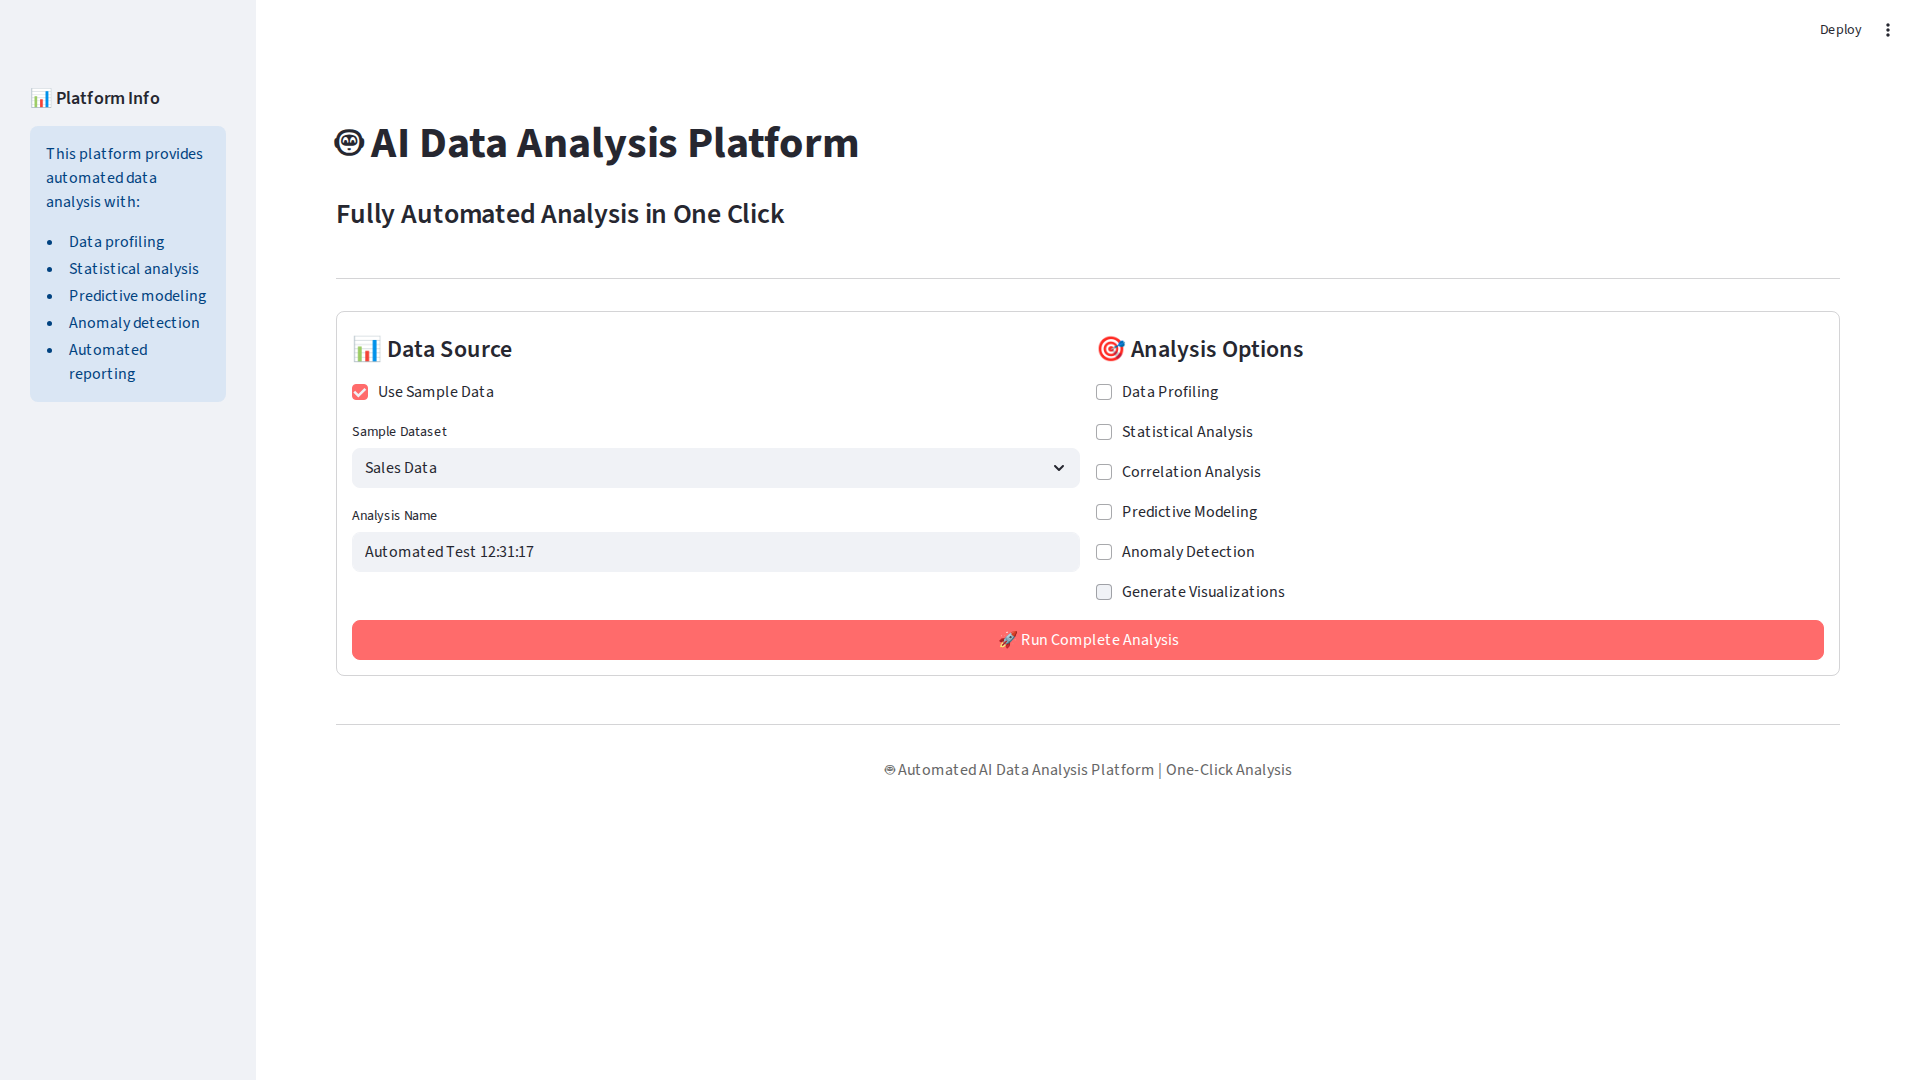 Deploy
📊 Platform Info
This platform provides
automated data
analysis with:
• Data profiling
• Statistical analysis
• Predictive modeling
• Anomaly detection
• Automated
reporting
AI Data Analysis Platform
Fully Automated Analysis in One Click
📊 Data Source
Use Sample Data
Sample Dataset
Sales Data
Analysis Name
Automated Test 12:31:17
🎯 Analysis Options
Data Profiling
Statistical Analysis
Correlation Analysis
Predictive Modeling
Anomaly Detection
Generate Visualizations
🚀 Run Complete Analysis
Automated AI Data Analysis Platform | One-Click Analysis